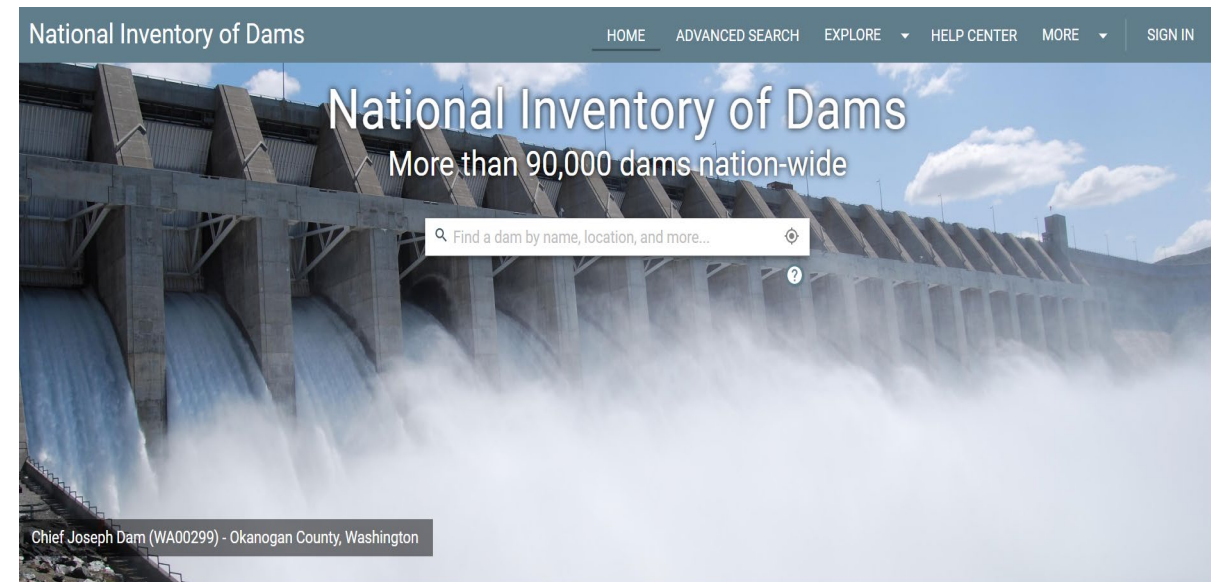 National Inventory of Dams
HOME ADVANCED SEARCH EXPLORE HELP CENTER MORE SIGN IN
National Inventory of Dams
More than 90,000 dams nation-wide
Find a dam by name, location, and more...
?
Chief Joseph Dam (WA00299) - Okanogan County, Washington